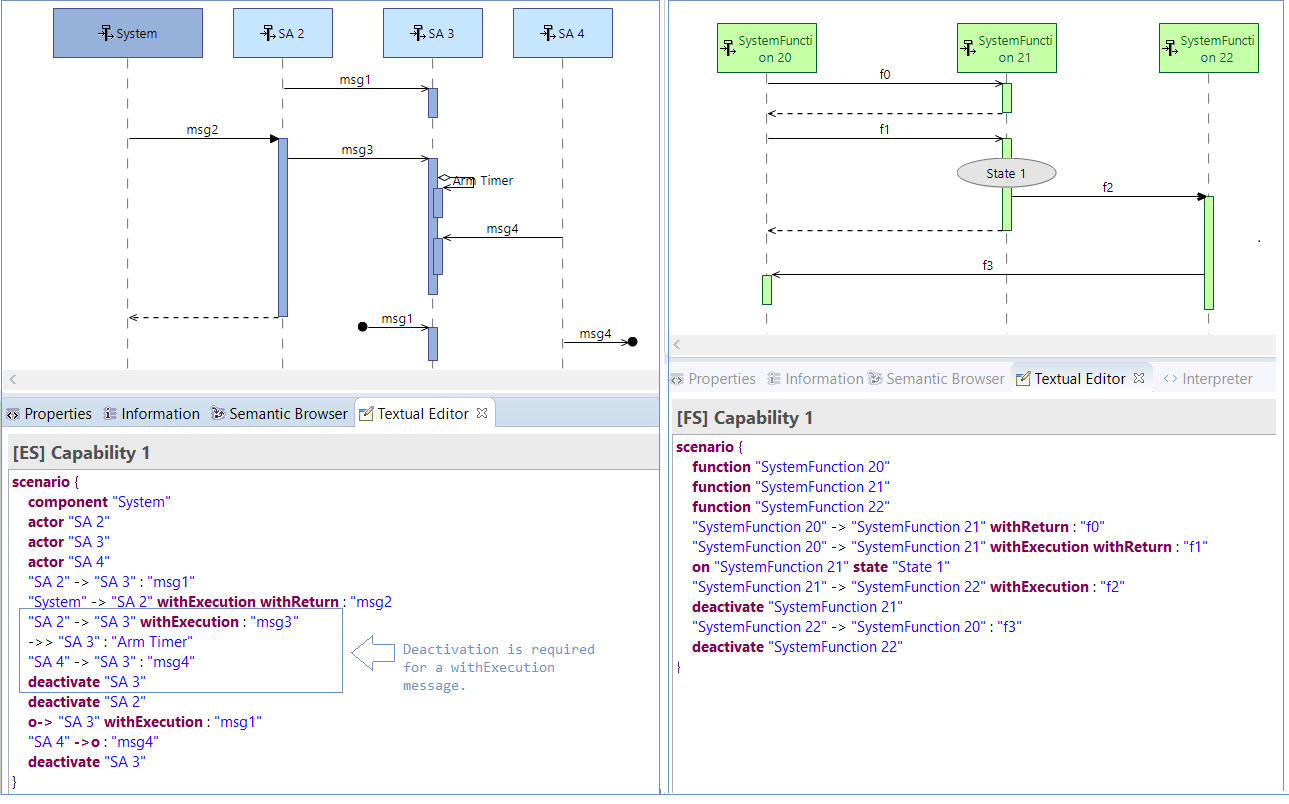 System
SA 2
SA 3
SA 4
msg1
msg2
msg3
Arm Timer
msg4
msg1
msg4
<
Properties
Information
Semantic Browser
Textual Editor
[ES] Capability 1
scenario {
component "System"
actor "SA 2"
actor "SA 3"
actor "SA 4"
"SA 2" -> "SA 3" : "msg1"
"System" -> "SA 2" withExecution withReturn : "msg2
"SA 2" -> "SA 3" withExecution : "msg3"
->> "SA 3" : "Arm Timer"
"SA 4" -> "SA 3" : "msg4"
deactivate "SA 3"
deactivate "SA 2"
o-> "SA 3" withExecution : "msg1"
"SA 4" ->o : "msg4"
deactivate "SA 3"
}
Deactivation is required
for a withExecution
message.
SystemFuncti
on 20
SystemFuncti
on 21
SystemFuncti
on 22
f0
f1
State 1
f2
f3
<
Properties
Information
Semantic Browser
Textual Editor
Interpreter
[FS] Capability 1
scenario {
function "SystemFunction 20"
function "SystemFunction 21"
function "SystemFunction 22"
"SystemFunction 20" -> "SystemFunction 21" withReturn : "f0"
"SystemFunction 20" -> "SystemFunction 21" withExecution withReturn : "f1"
on "SystemFunction 21" state "State 1"
"SystemFunction 21" -> "SystemFunction 22" withExecution : "f2"
deactivate "SystemFunction 21"
"SystemFunction 22" -> "SystemFunction 20" : "f3"
deactivate "SystemFunction 22"
}